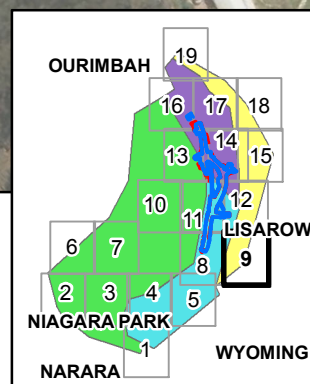 19
OURIMBAH
16 17 18
14
13 15
10 12
11
LISAROW
6 7 9
8
2 3 4 5
NIAGARA PARK
1 WYOMING
NARARA